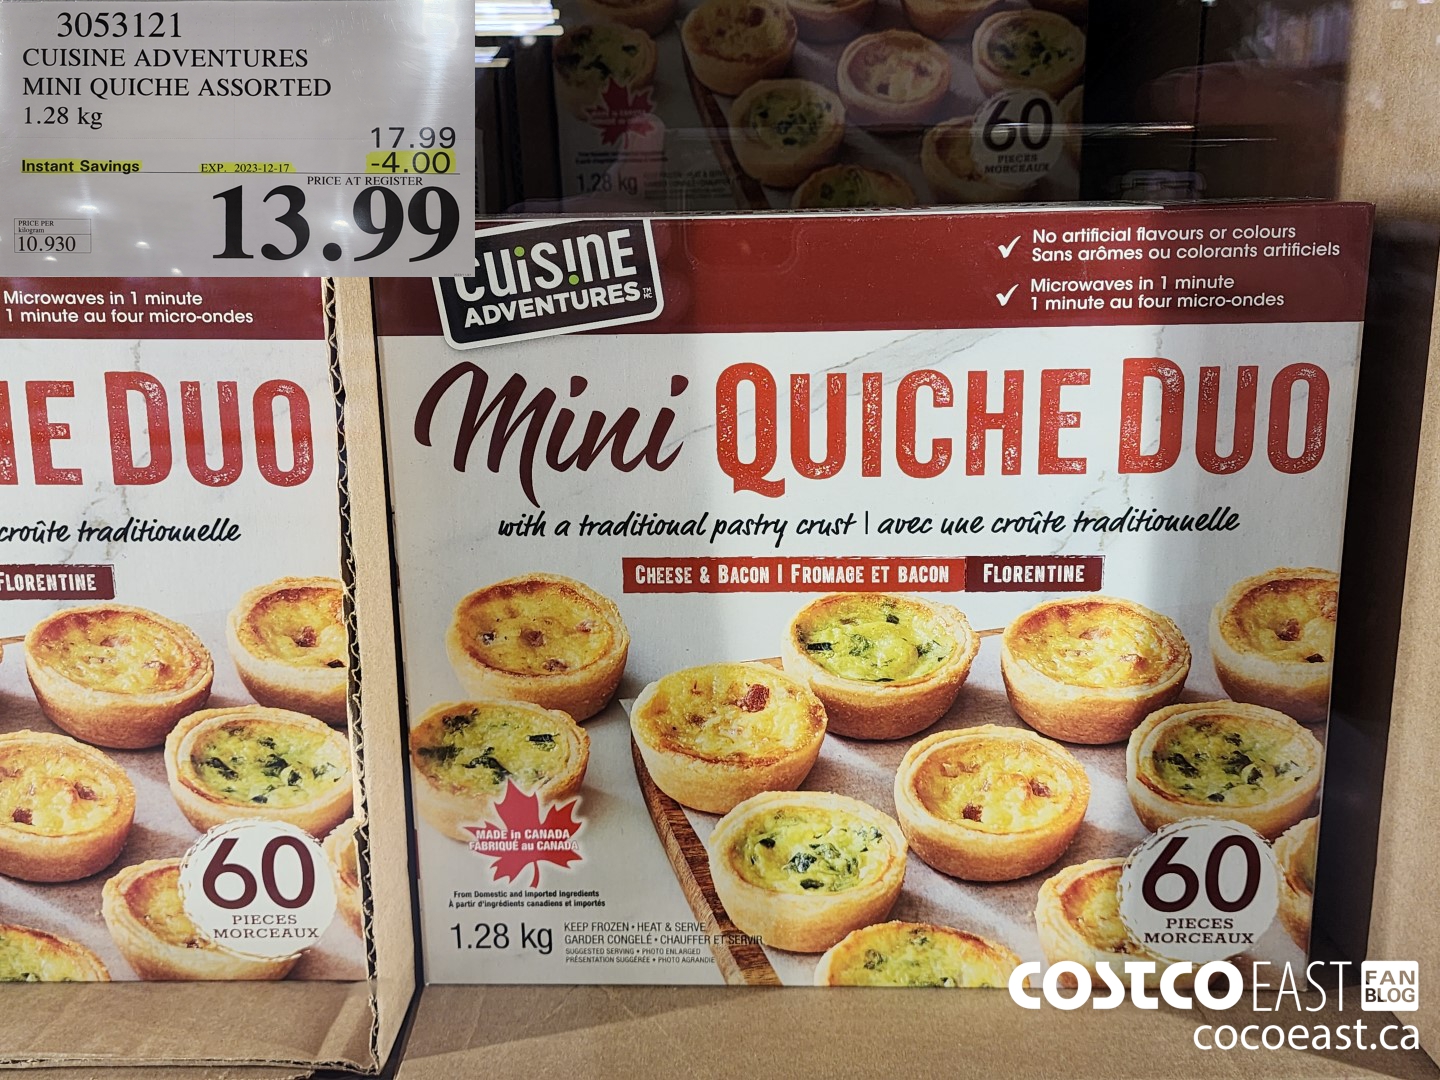 3053121
CUISINE ADVENTURES
MINI QUICHE ASSORTED
1.28 kg
17.99
Instant Savings EXP. 2023-12-17 -4.00
PRICE AT REGISTER
13.99
PRICE PER
kilogram
10.930
60
PIECES
MORCEAUX
1.28 kg
CUISINE
ADVENTURES
No artificial flavours or colours
Sans arômes ou colorants artificiels
Microwaves in 1 minute
1 minute au four micro-ondes
Mini QUICHE DUO
with a traditional pastry crust | avec une croûte traditionnelle
CHEESE & BACON | FROMAGE ET BACON FLORENTINE
MADE in CANADA
FABRIQUÉ au CANADA
From Domestic and Imported Ingredients
À partir d'ingrédients canadiens et importés
1.28 kg
KEEP FROZEN • HEAT & SERVE
GARDER CONGELÉ • CHAUFFER ET SERVIR
SUGGESTED SERVING • PHOTO ENLARGED
PRÉSENTATION SUGGÉRÉE • PHOTO AGRANDIE
60
PIECES
MORCEAUX
Microwaves in 1 minute
1 minute au four micro-ondes
HE DUO
croûte traditionnelle
FLORENTINE
60
PIECES
MORCEAUX
COSTCO EAST FAN
BLOG
cocoeast.ca